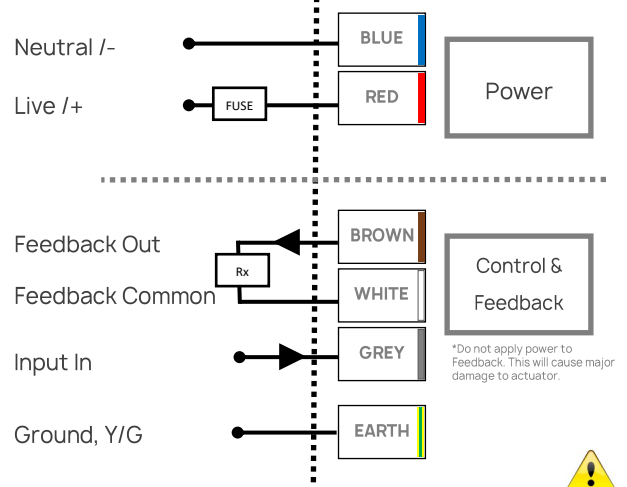 Neutral /-
BLUE
Live /+
FUSE
RED
Power
Feedback Out
BROWN
Rx
Feedback Common
WHITE
Control &
Feedback
*Do not apply power to
Feedback. This will cause major
damage to actuator.
Input In
GREY
Ground, Y/G
EARTH
!